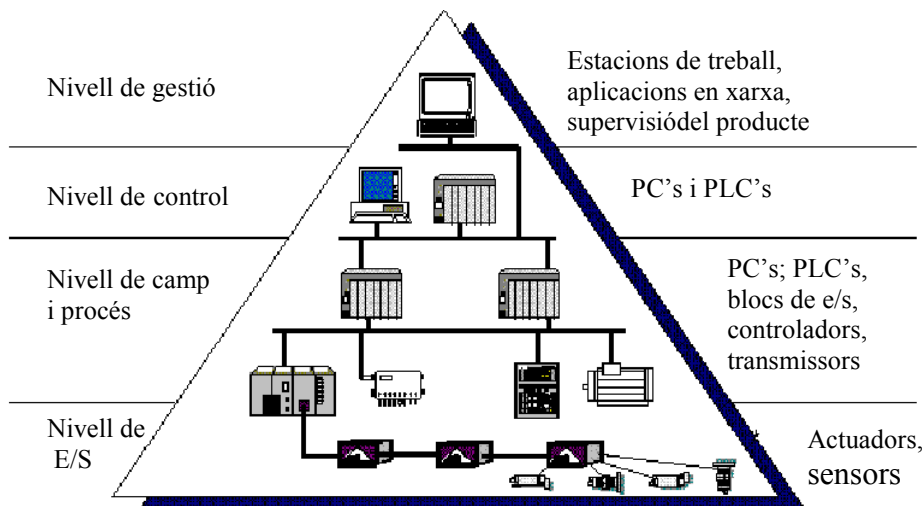 Nivell de gestió
Estacions de treball,
aplicacions en xarxa,
supervisiódel producte
Nivell de control
PC’s i PLC’s
Nivell de camp
i procés
PC’s; PLC’s,
blocs de e/s,
controladors,
transmissors
Nivell de
E/S
Actuadors,
sensors